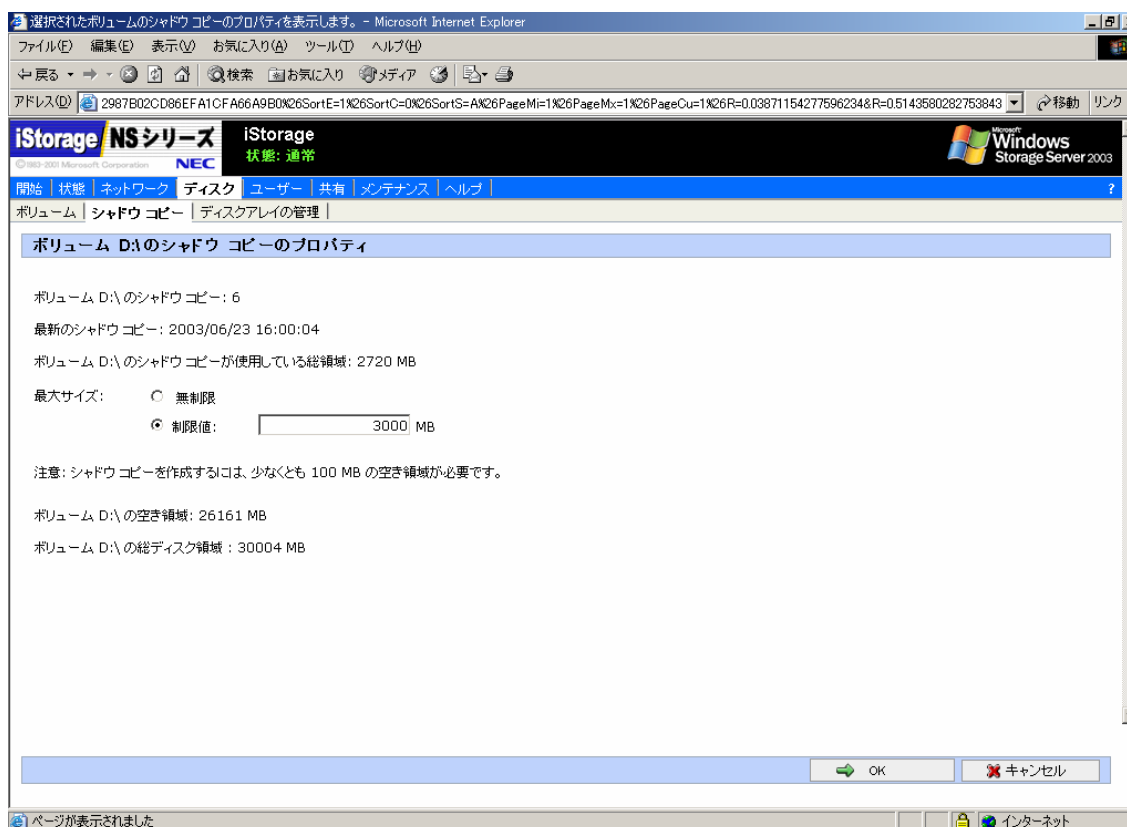 選択されたボリュームのシャドウ コピーのプロパティを表示します。 - Microsoft Internet Explorer
ファイル(F) 編集(E) 表示(V) お気に入り(A) ツール(T) ヘルプ(H)
戻る 検索 お気に入り メディア
アドレス(D) 2987B02CD86EFA1CFA66A9B0%26SortE=1%26SortC=0%26SortS=A%26PageMi=1%26PageMx=1%26PageCu=1%26R=0.03871154277596234&R=0.5143580282753843 移動 リンク
iStorage NSシリーズ iStorage
状態: 通常
©1983-2001 Microsoft Corporation NEC
Microsoft Windows Storage Server 2003
開始 状態 ネットワーク ディスク ユーザー 共有 メンテナンス ヘルプ ?
ボリューム シャドウ コピー ディスクアレイの管理
ボリューム D:\のシャドウ コピーのプロパティ
ボリューム D:\ のシャドウ コピー: 6
最新のシャドウ コピー: 2003/06/23 16:00:04
ボリューム D:\ のシャドウ コピーが使用している総領域: 2720 MB
最大サイズ: 無制限
制限値: 3000 MB
注意: シャドウ コピーを作成するには、少なくとも 100 MB の空き領域が必要です。
ボリューム D:\ の空き領域: 26161 MB
ボリューム D:\ の総ディスク領域 : 30004 MB
OK キャンセル
ページが表示されました インターネット